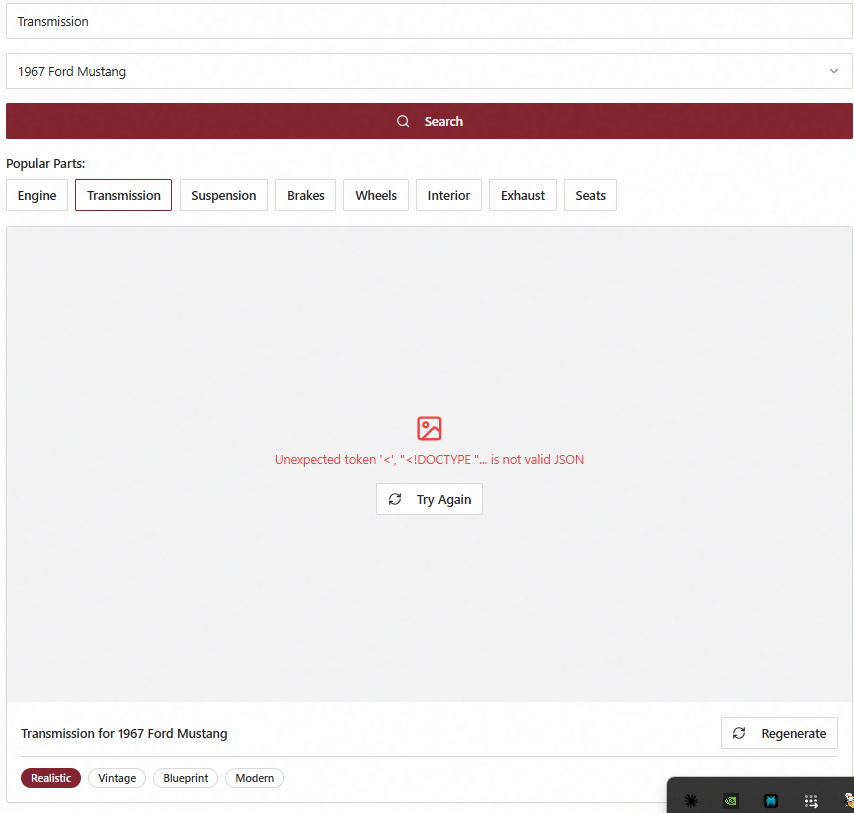 Transmission
1967 Ford Mustang
Search
Popular Parts:
Engine Transmission Suspension Brakes Wheels Interior Exhaust Seats
Unexpected token '<', "<!DOCTYPE "... is not valid JSON
Try Again
Transmission for 1967 Ford Mustang Regenerate
Realistic Vintage Blueprint Modern